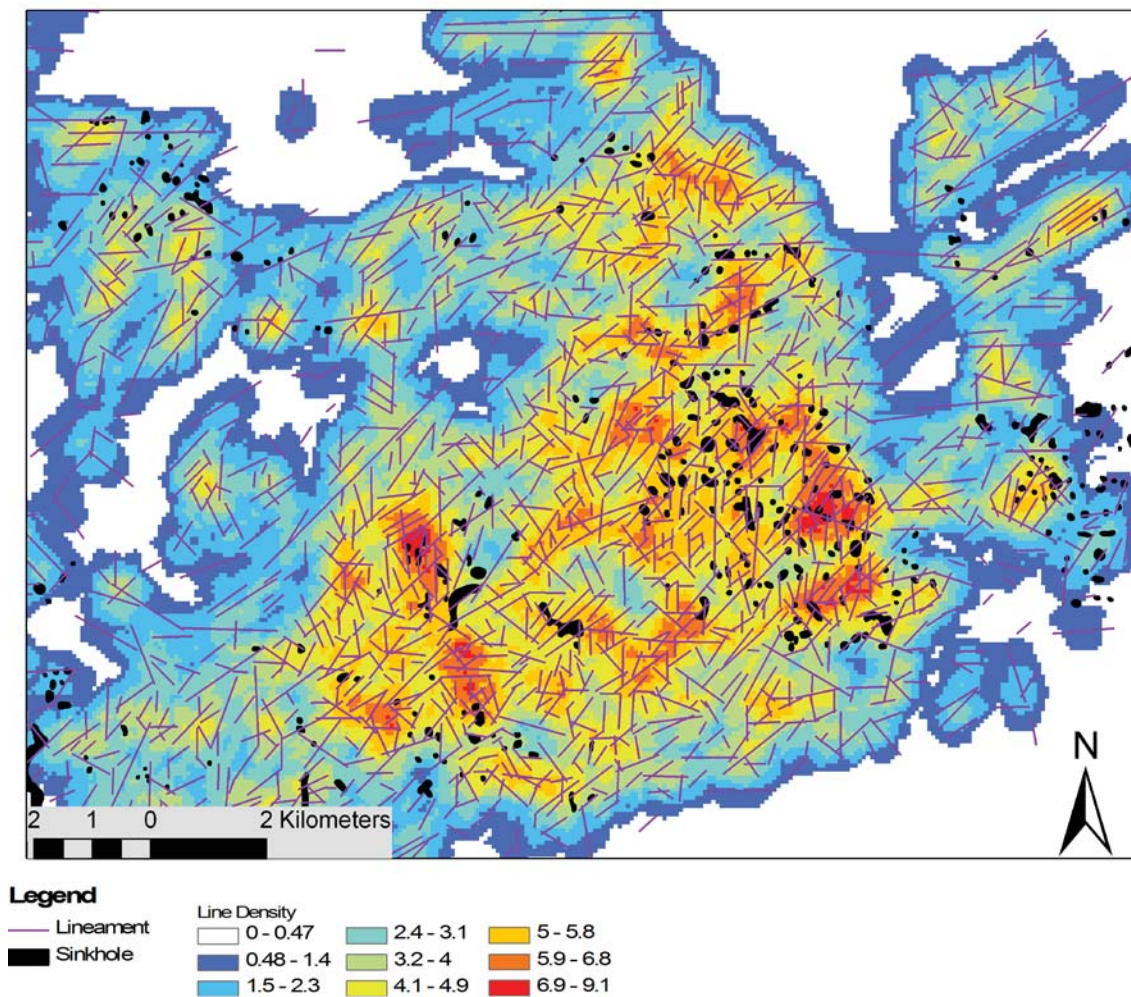 N
2 1 0 2 Kilometers
Legend
Lineament
Sinkhole
Line Density
0 - 0.47
0.48 - 1.4
1.5 - 2.3
2.4 - 3.1
3.2 - 4
4.1 - 4.9
5 - 5.8
5.9 - 6.8
6.9 - 9.1